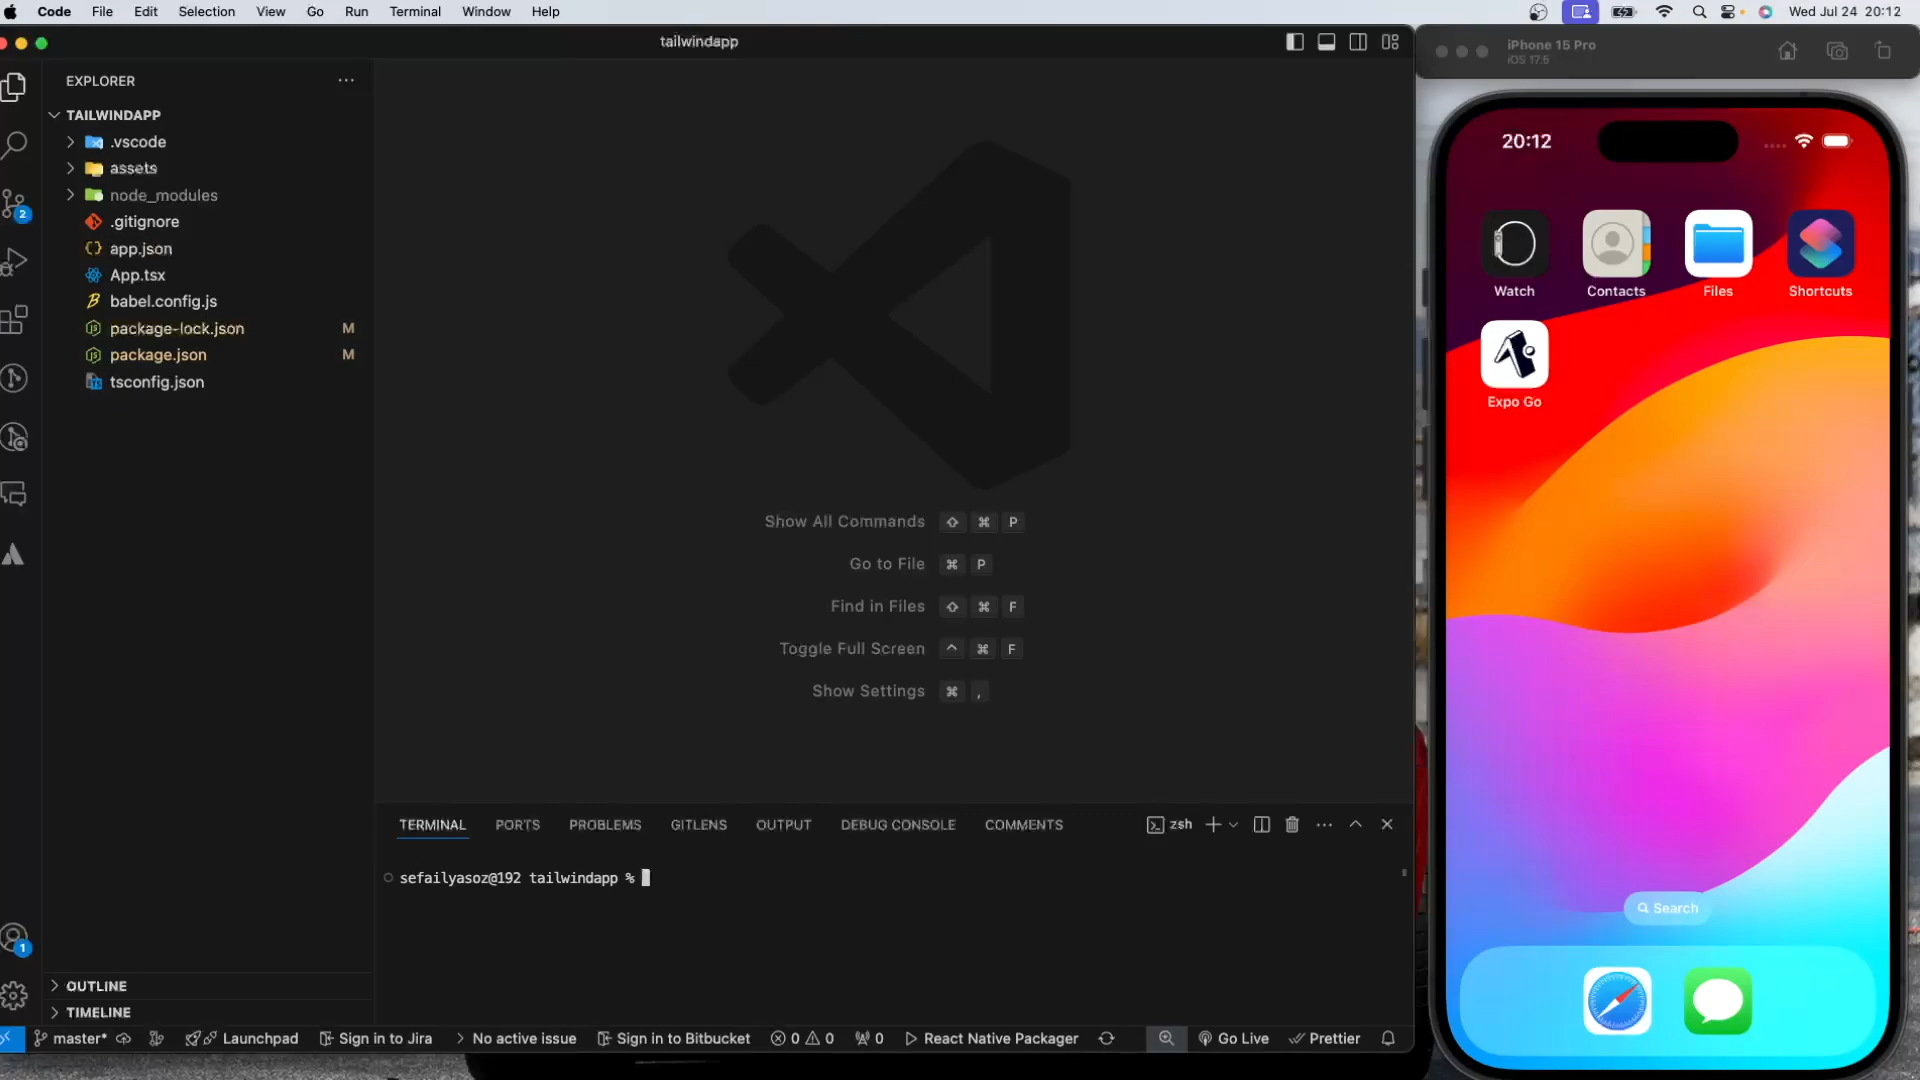 Code File Edit Selection View Go Run Terminal Window Help Wed Jul 24 20:12
tailwindapp
iPhone 15 Pro
iOS 17.5
EXPLORER
TAILWINDAPP
.vscode
assets
node_modules
.gitignore
app.json
App.tsx
babel.config.js
package-lock.json M
package.json M
tsconfig.json
2
1
OUTLINE
TIMELINE
Show All Commands ⇧ ⌘ P
Go to File ⌘ P
Find in Files ⇧ ⌘ F
Toggle Full Screen ^ ⌘ F
Show Settings ⌘ ,
TERMINAL PORTS PROBLEMS GITLENS OUTPUT DEBUG CONSOLE COMMENTS zsh
sefailyasoz@192 tailwindapp %
master* Launchpad Sign in to Jira No active issue Sign in to Bitbucket 0 0 0 React Native Packager Go Live Prettier
20:12
Watch Contacts Files Shortcuts
Expo Go
Search